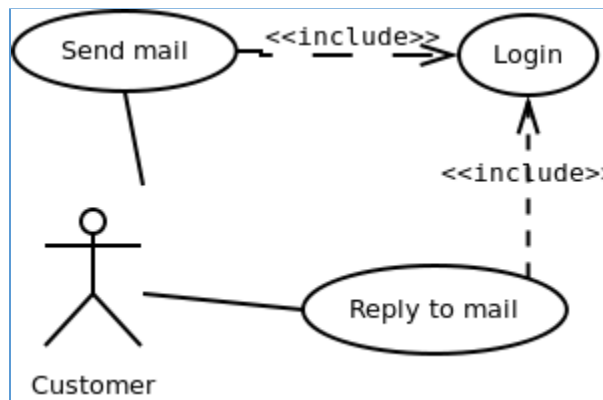 <<include>>
Send mail
Login
<<include>>
Reply to mail
Customer